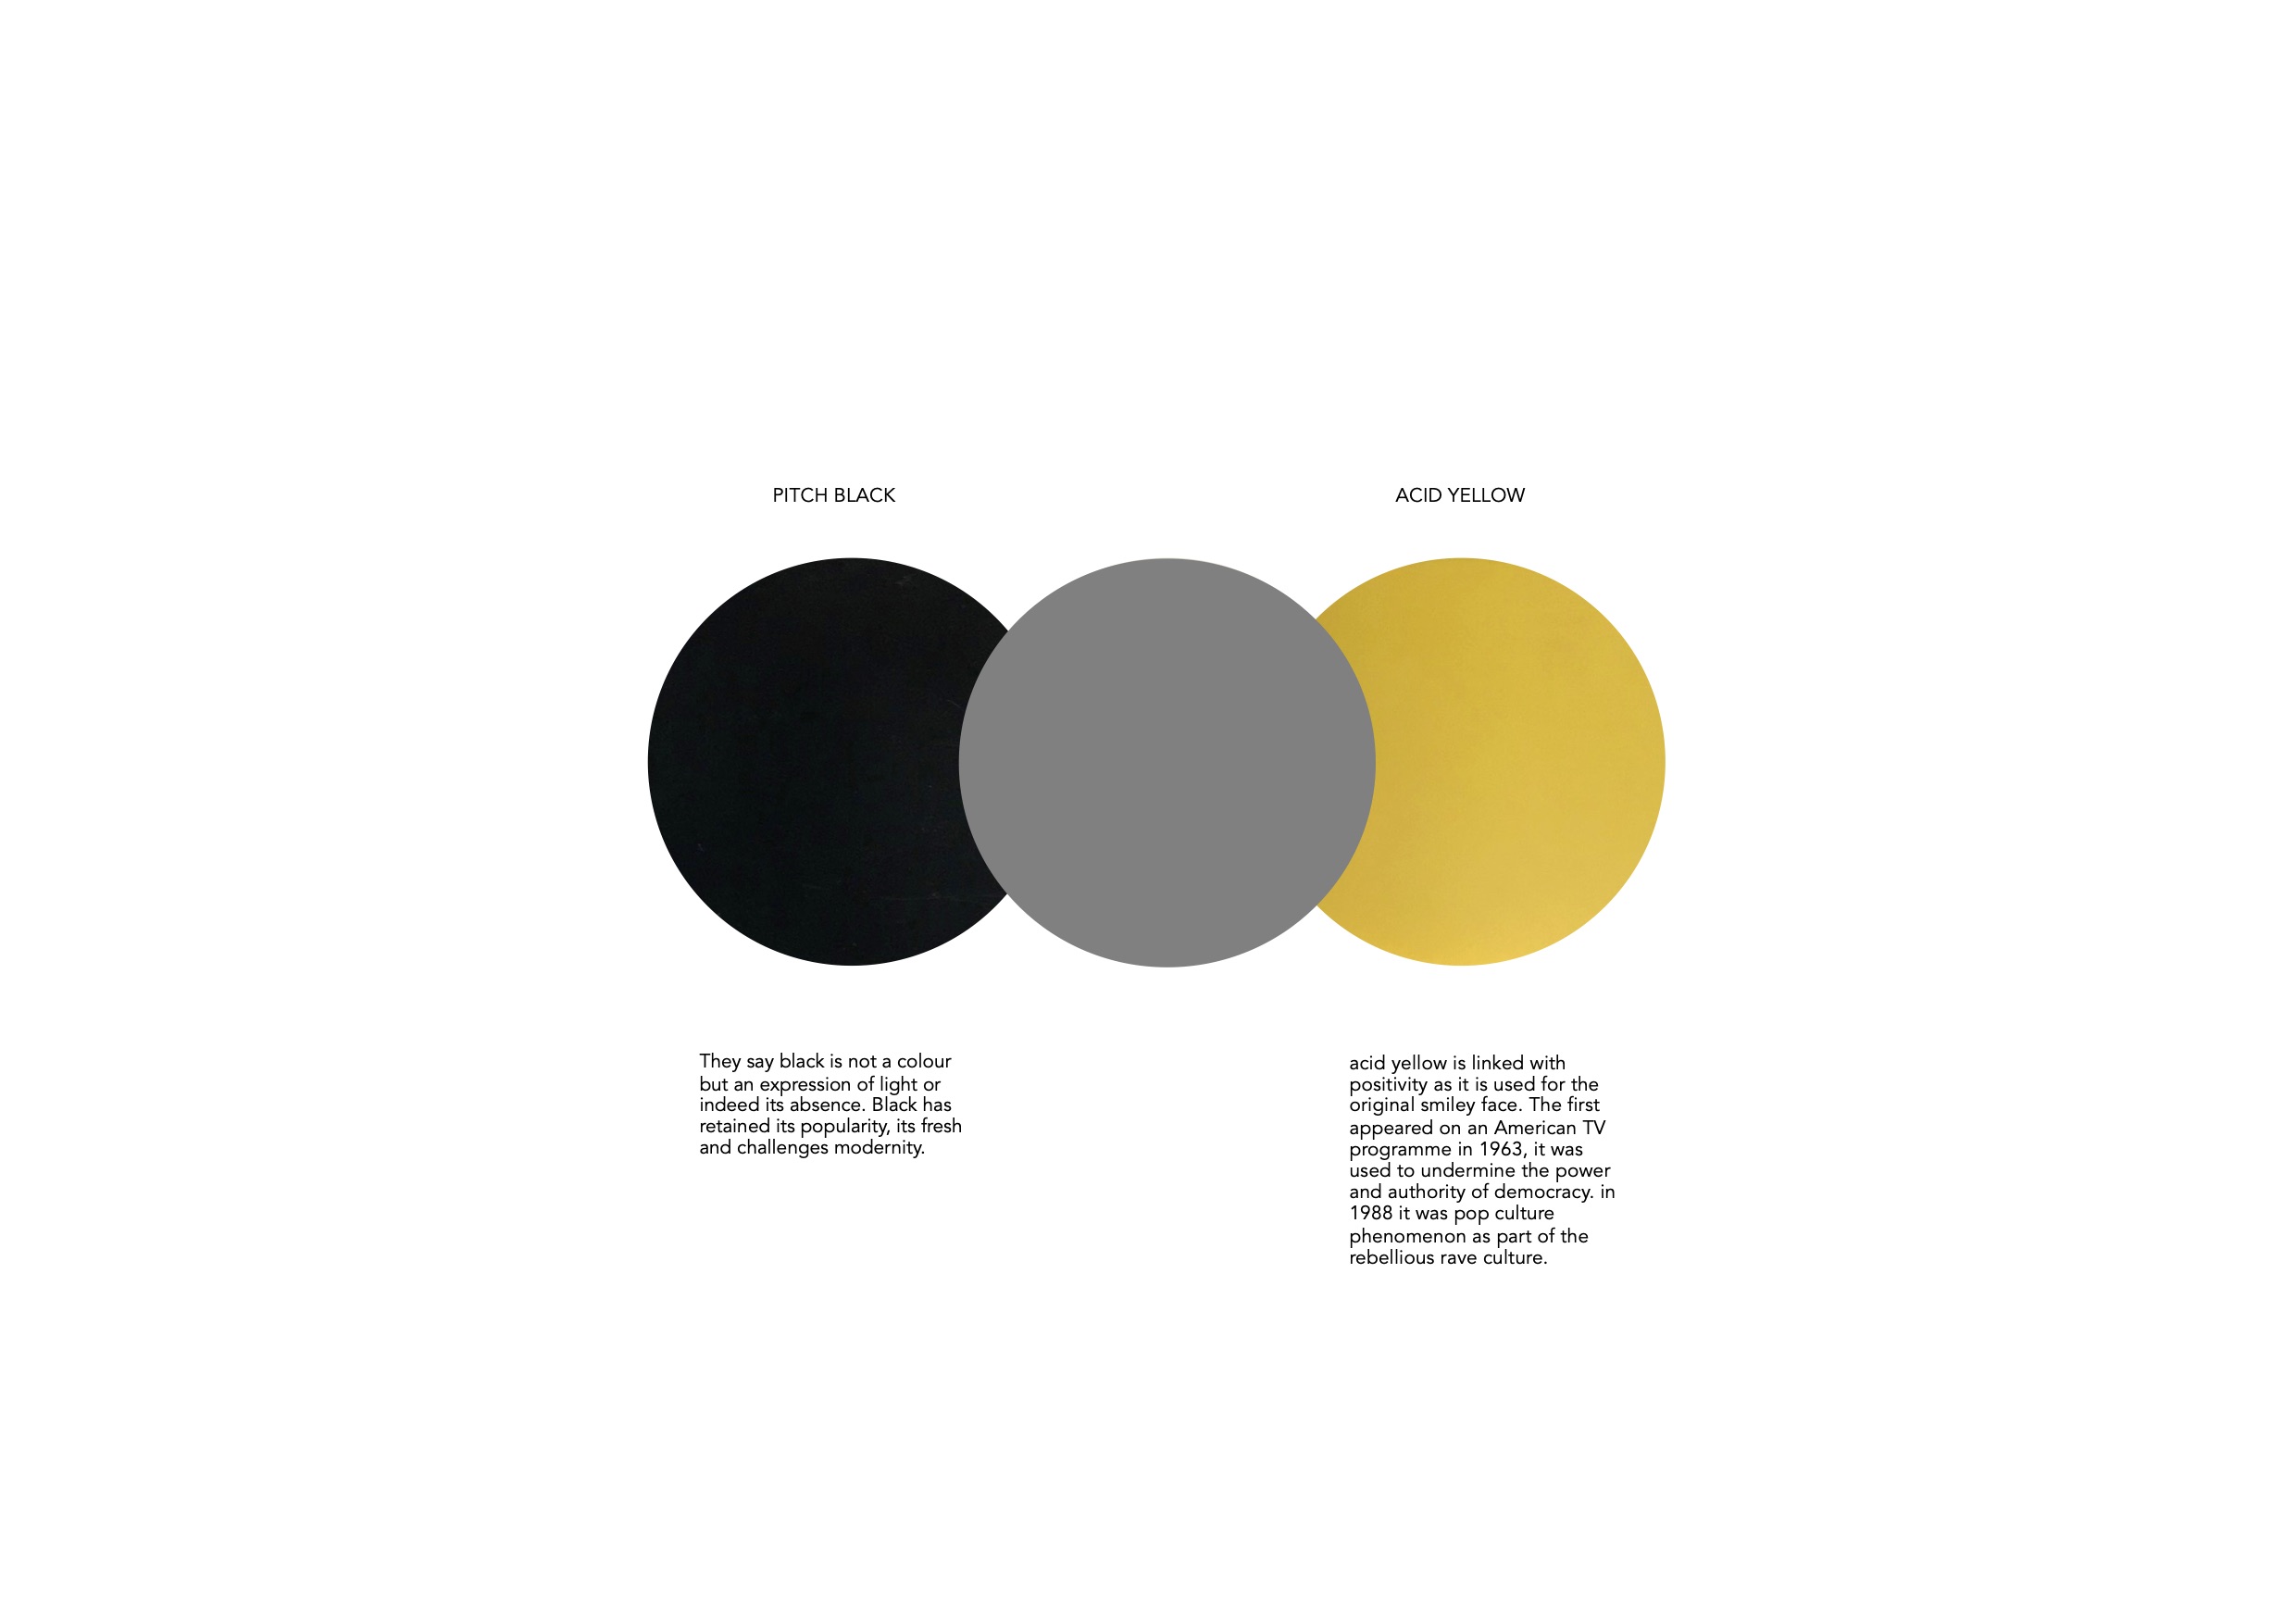 PITCH BLACK
ACID YELLOW
They say black is not a colour
but an expression of light or
indeed its absence. Black has
retained its popularity, its fresh
and challenges modernity.
acid yellow is linked with
positivity as it is used for the
original smiley face. The first
appeared on an American TV
programme in 1963, it was
used to undermine the power
and authority of democracy. in
1988 it was pop culture
phenomenon as part of the
rebellious rave culture.